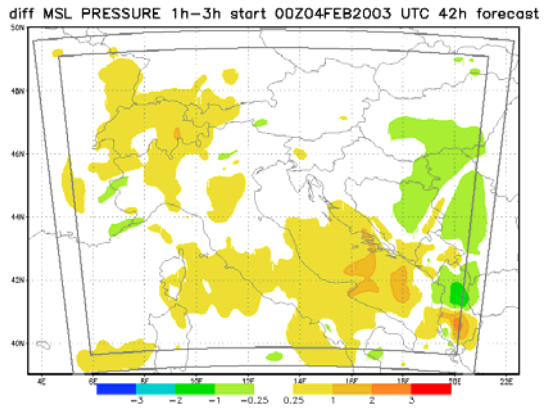 diff MSL PRESSURE 1h-3h start 00Z04FEB2003 UTC 42h forecast
50N
48N
46N
44N
42N
40N
4E 6E 8E 10E 12E 14E 16E 18E 20E 22E
-3 -2 -1 -0.25 0.25 1 2 3